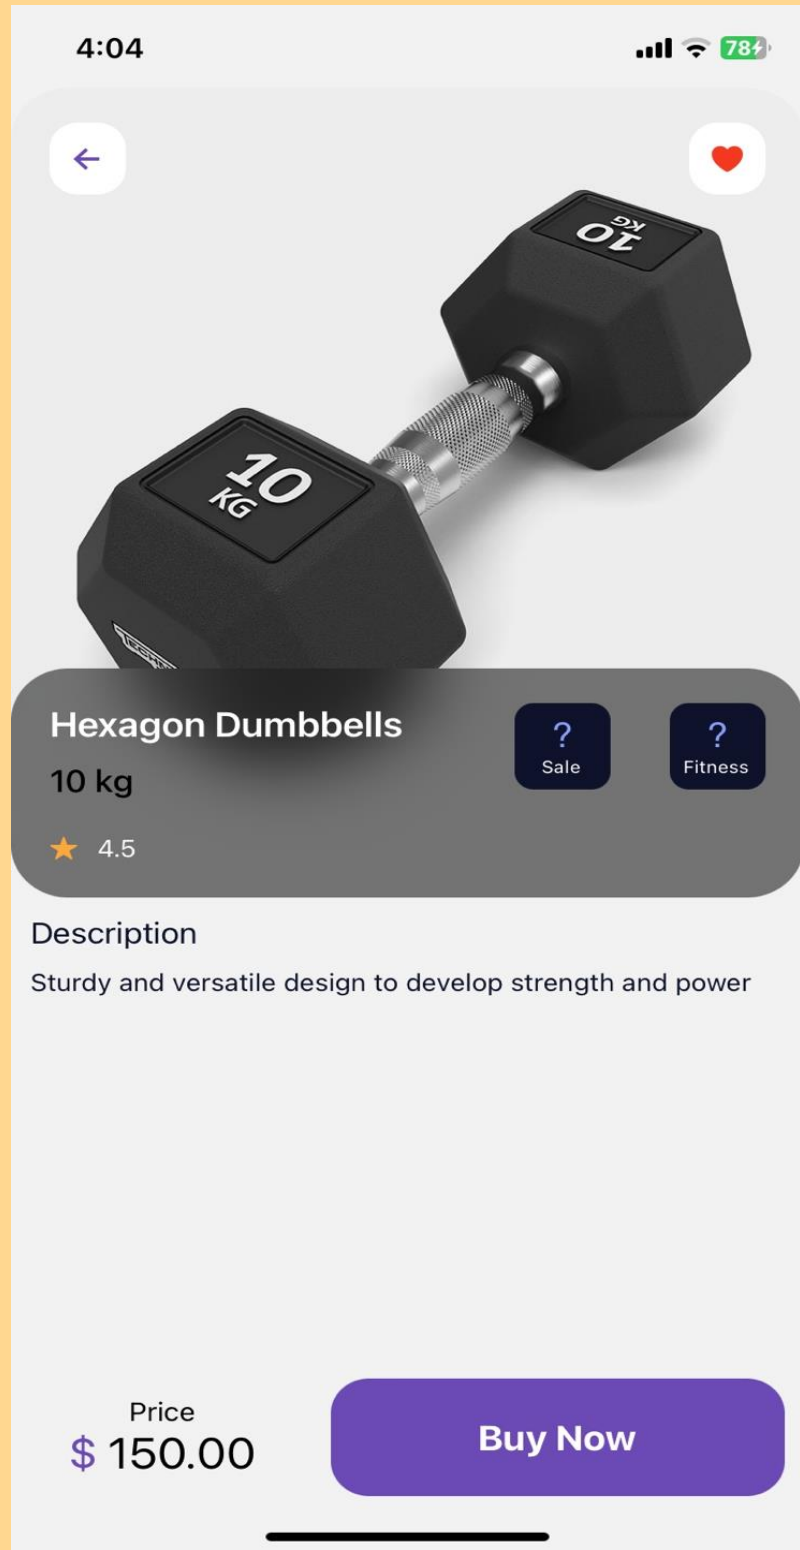 4:04
78
10
KG
10
KG
Hexagon Dumbbells
10 kg
4.5
?
Sale
?
Fitness
Description
Sturdy and versatile design to develop strength and power
Price
$ 150.00
Buy Now